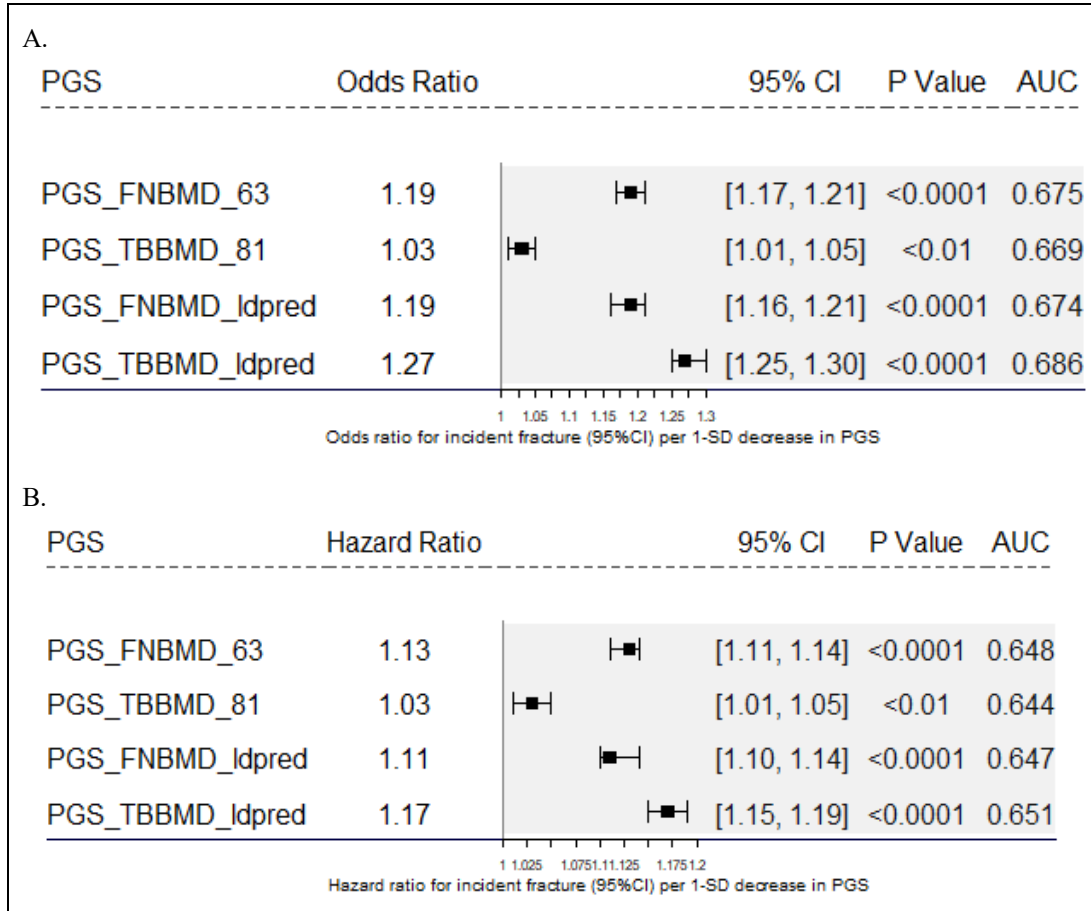 A.
PGS Odds Ratio 95% CI P Value AUC
PGS_FNBMD_63 1.19 [1.17, 1.21] <0.0001 0.675
PGS_TBBMD_81 1.03 [1.01, 1.05] <0.01 0.669
PGS_FNBMD_ldpred 1.19 [1.16, 1.21] <0.0001 0.674
PGS_TBBMD_ldpred 1.27 [1.25, 1.30] <0.0001 0.686
1 1.05 1.1 1.15 1.2 1.25 1.3
Odds ratio for incident fracture (95%CI) per 1-SD decrease in PGS
B.
PGS Hazard Ratio 95% CI P Value AUC
PGS_FNBMD_63 1.13 [1.11, 1.14] <0.0001 0.648
PGS_TBBMD_81 1.03 [1.01, 1.05] <0.01 0.644
PGS_FNBMD_ldpred 1.11 [1.10, 1.14] <0.0001 0.647
PGS_TBBMD_ldpred 1.17 [1.15, 1.19] <0.0001 0.651
1 1.025 1.075 1.1 1.125 1.175 1.2
Hazard ratio for incident fracture (95%CI) per 1-SD decrease in PGS